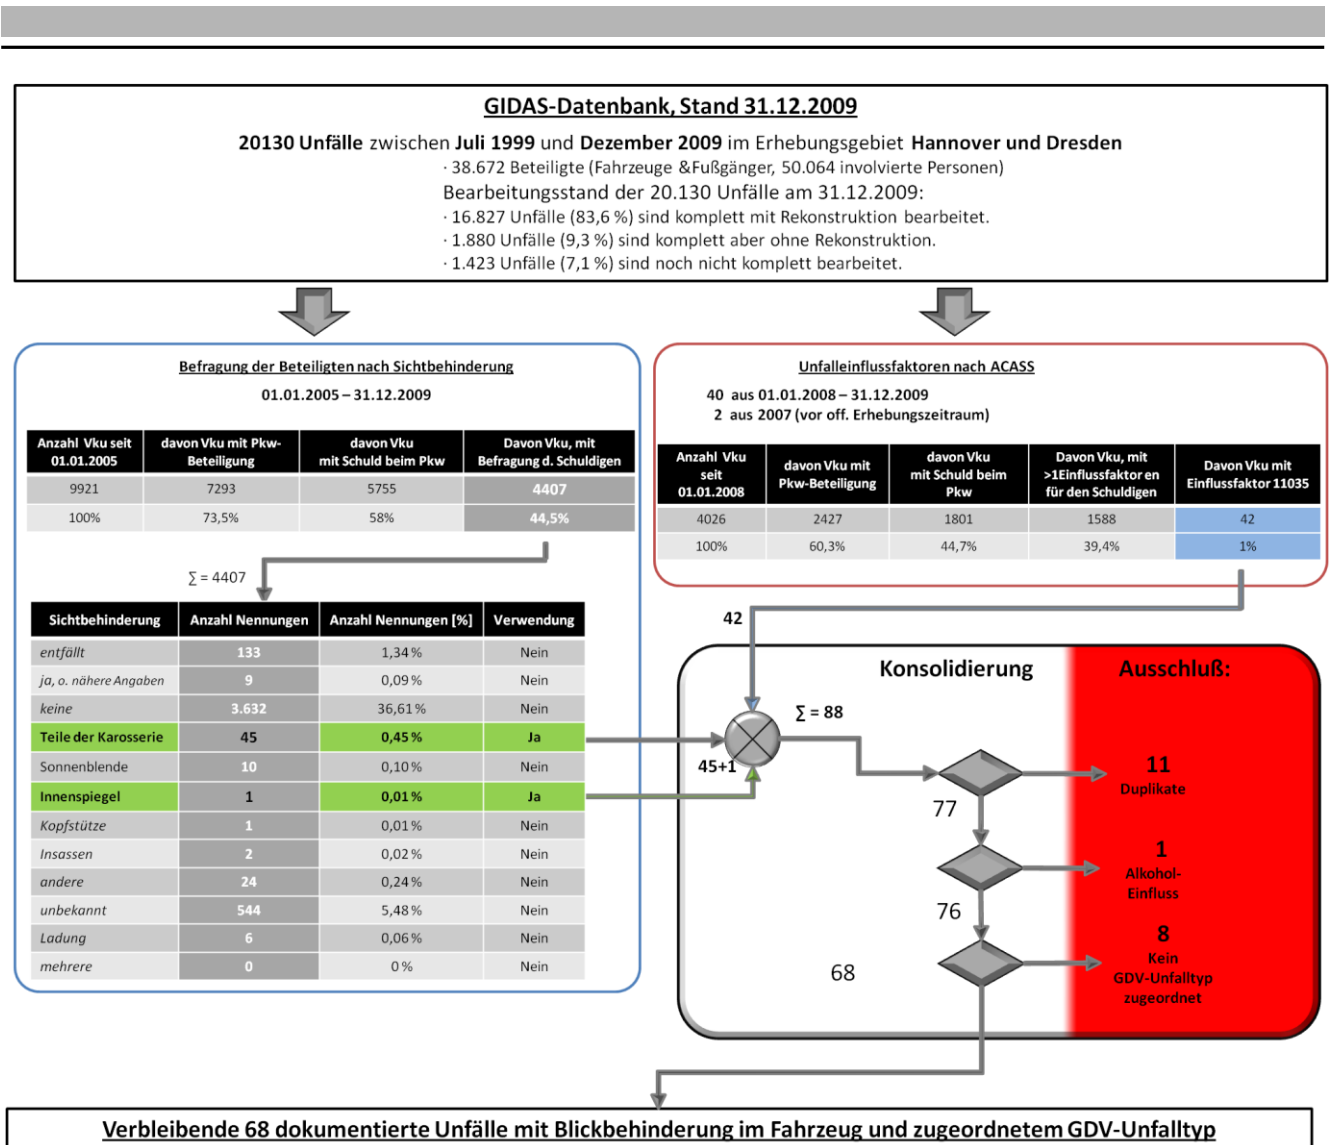 GIDAS-Datenbank, Stand 31.12.2009
20130 Unfälle zwischen Juli 1999 und Dezember 2009 im Erhebungsgebiet Hannover und Dresden
· 38.672 Beteiligte (Fahrzeuge &Fußgänger, 50.064 involvierte Personen)
Bearbeitungsstand der 20.130 Unfälle am 31.12.2009:
· 16.827 Unfälle (83,6 %) sind komplett mit Rekonstruktion bearbeitet.
· 1.880 Unfälle (9,3 %) sind komplett aber ohne Rekonstruktion.
· 1.423 Unfälle (7,1 %) sind noch nicht komplett bearbeitet.
Befragung der Beteiligten nach Sichtbehinderung
01.01.2005 – 31.12.2009
Anzahl Vku seit 01.01.2005 davon Vku mit Pkw-Beteiligung davon Vku mit Schuld beim Pkw Davon Vku, mit Befragung d. Schuldigen
9921 7293 5755 4407
100% 73,5% 58% 44,5%
∑ = 4407
Sichtbehinderung Anzahl Nennungen Anzahl Nennungen [%] Verwendung
entfällt 133 1,34 % Nein
ja, o. nähere Angaben 9 0,09 % Nein
keine 3.632 36,61 % Nein
Teile der Karosserie 45 0,45 % Ja
Sonnenblende 10 0,10 % Nein
Innenspiegel 1 0,01 % Ja
Kopfstütze 1 0,01 % Nein
Insassen 2 0,02 % Nein
andere 24 0,24 % Nein
unbekannt 544 5,48 % Nein
Ladung 6 0,06 % Nein
mehrere 0 0 % Nein
Unfalleinflussfaktoren nach ACASS
40 aus 01.01.2008 – 31.12.2009
2 aus 2007 (vor off. Erhebungszeitraum)
Anzahl Vku seit 01.01.2008 davon Vku mit Pkw-Beteiligung davon Vku mit Schuld beim Pkw Davon Vku, mit >1Einflussfaktor en für den Schuldigen Davon Vku mit Einflussfaktor 11035
4026 2427 1801 1588 42
100% 60,3% 44,7% 39,4% 1%
42
Konsolidierung
Ausschluß:
∑ = 88
45+1
11
Duplikate
77
1
Alkohol-
Einfluss
76
8
Kein
GDV-Unfalltyp
zugeordnet
68
Verbleibende 68 dokumentierte Unfälle mit Blickbehinderung im Fahrzeug und zugeordnetem GDV-Unfalltyp